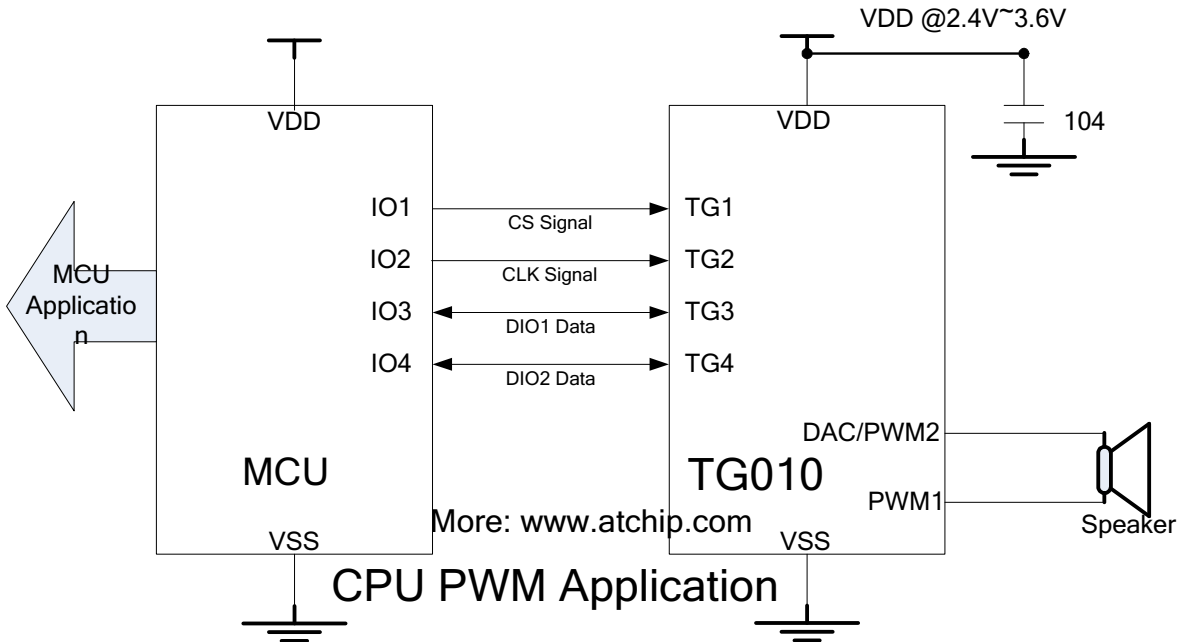 VDD @2.4V~3.6V
VDD
VDD
104
IO1
CS Signal
TG1
IO2
CLK Signal
TG2
MCU
Applicatio
n
IO3
DIO1 Data
TG3
IO4
DIO2 Data
TG4
DAC/PWM2
MCU
TG010
PWM1
More: www.atchip.com
Speaker
VSS
VSS
CPU PWM Application